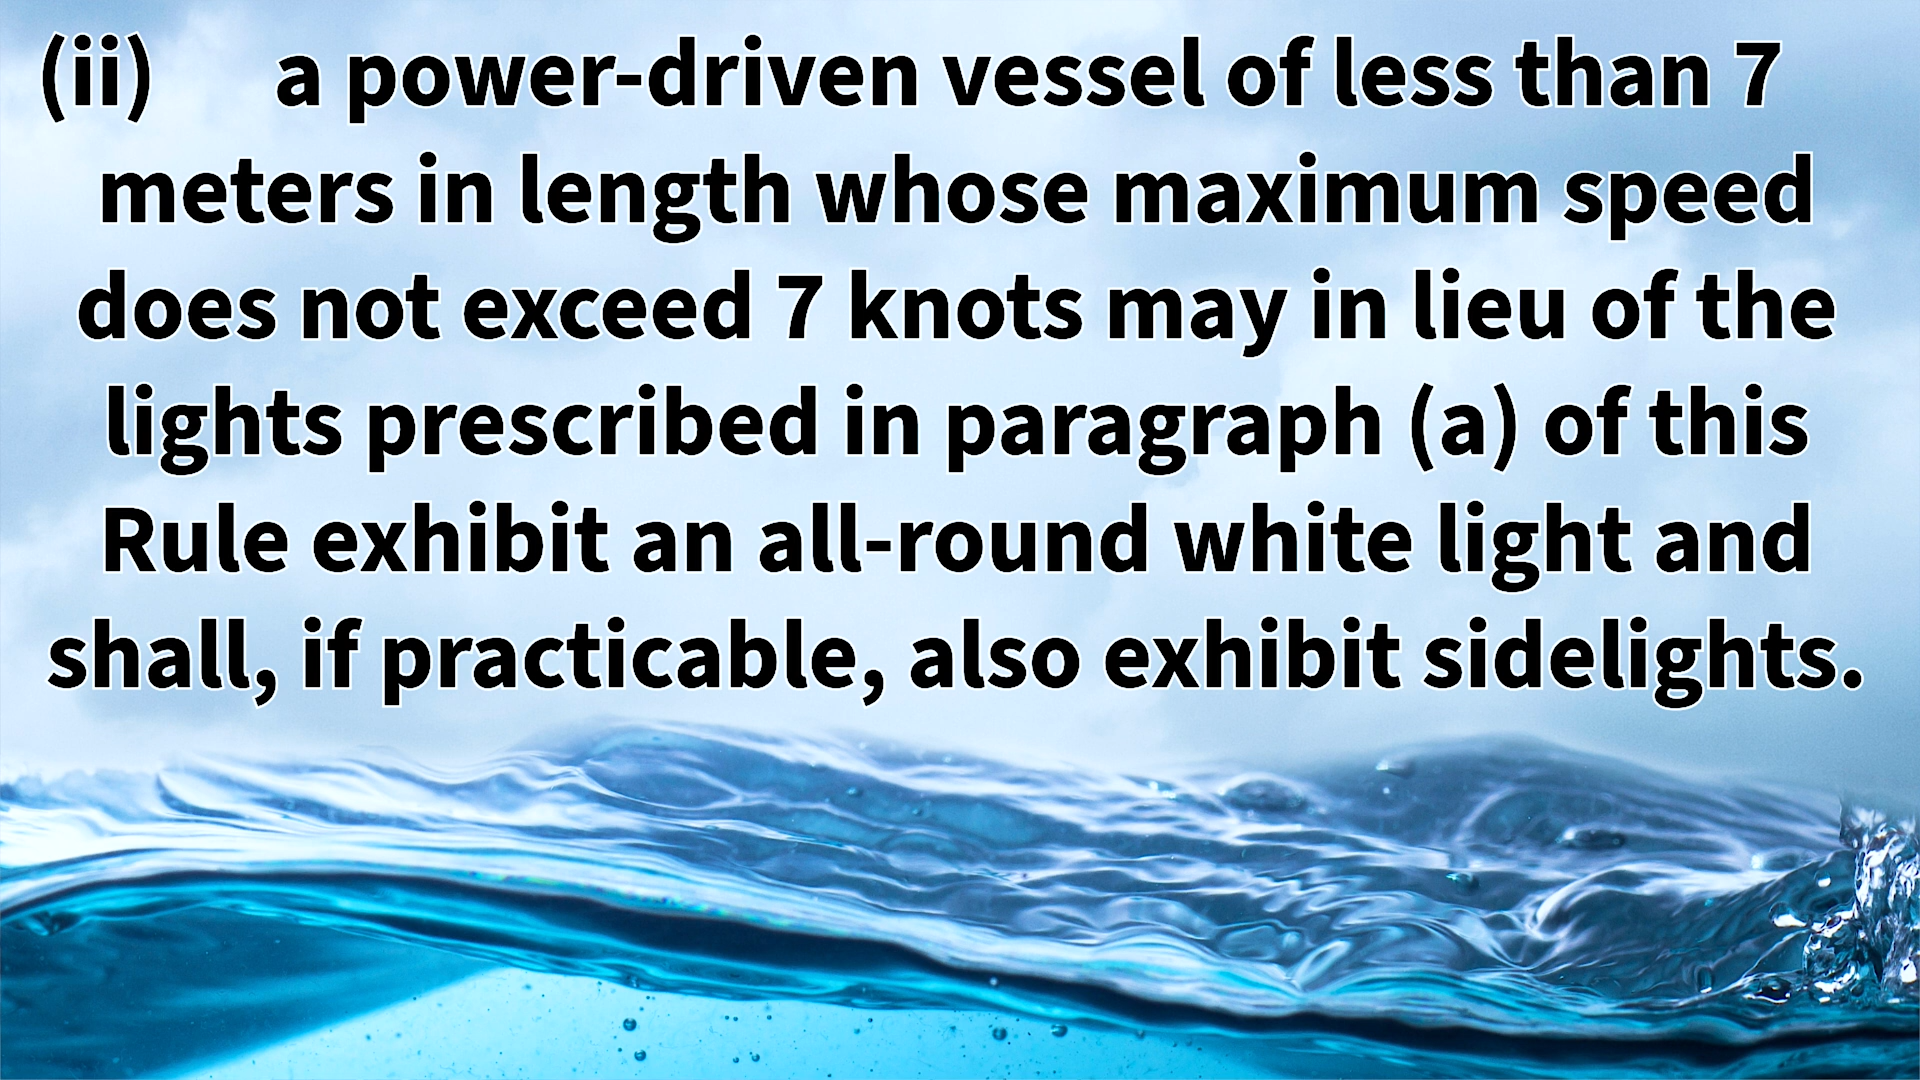 (ii) a power-driven vessel of less than 7
meters in length whose maximum speed
does not exceed 7 knots may in lieu of the
lights prescribed in paragraph (a) of this
Rule exhibit an all-round white light and
shall, if practicable, also exhibit sidelights.